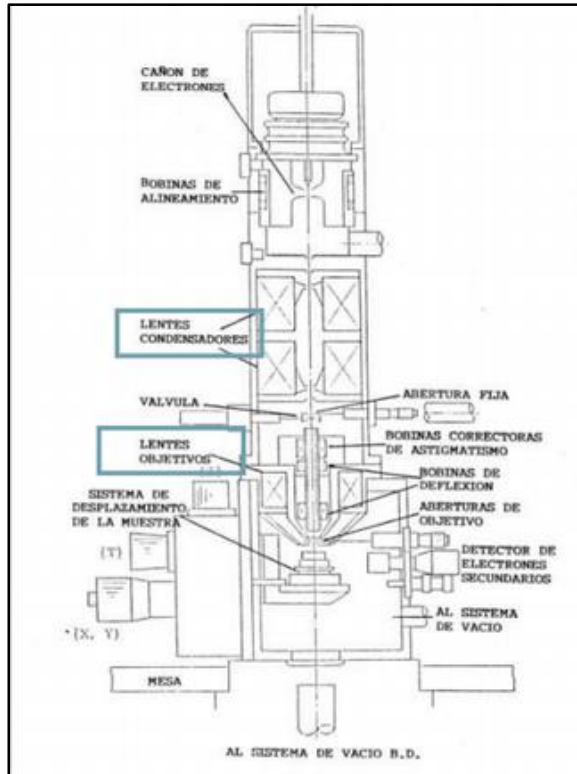 CAÑON DE
ELECTRONES
BOBINAS DE
ALINEAMIENTO
LENTES
CONDENSADORES
VALVULA
ABERTURA FIJA
BOBINAS CORRECTORAS
DE ASTIGMATISMO
LENTES
OBJETIVOS
BOBINAS DE
DEFLEXION
SISTEMA DE
DESPLAZAMIENTO
DE LA MUESTRA
ABERTURAS DE
OBJETIVO
(T)
DETECTOR DE
ELECTRONES
SECUNDARIOS
(X, Y)
AL SISTEMA
DE VACIO
MESA
AL SISTEMA DE VACIO B.D.